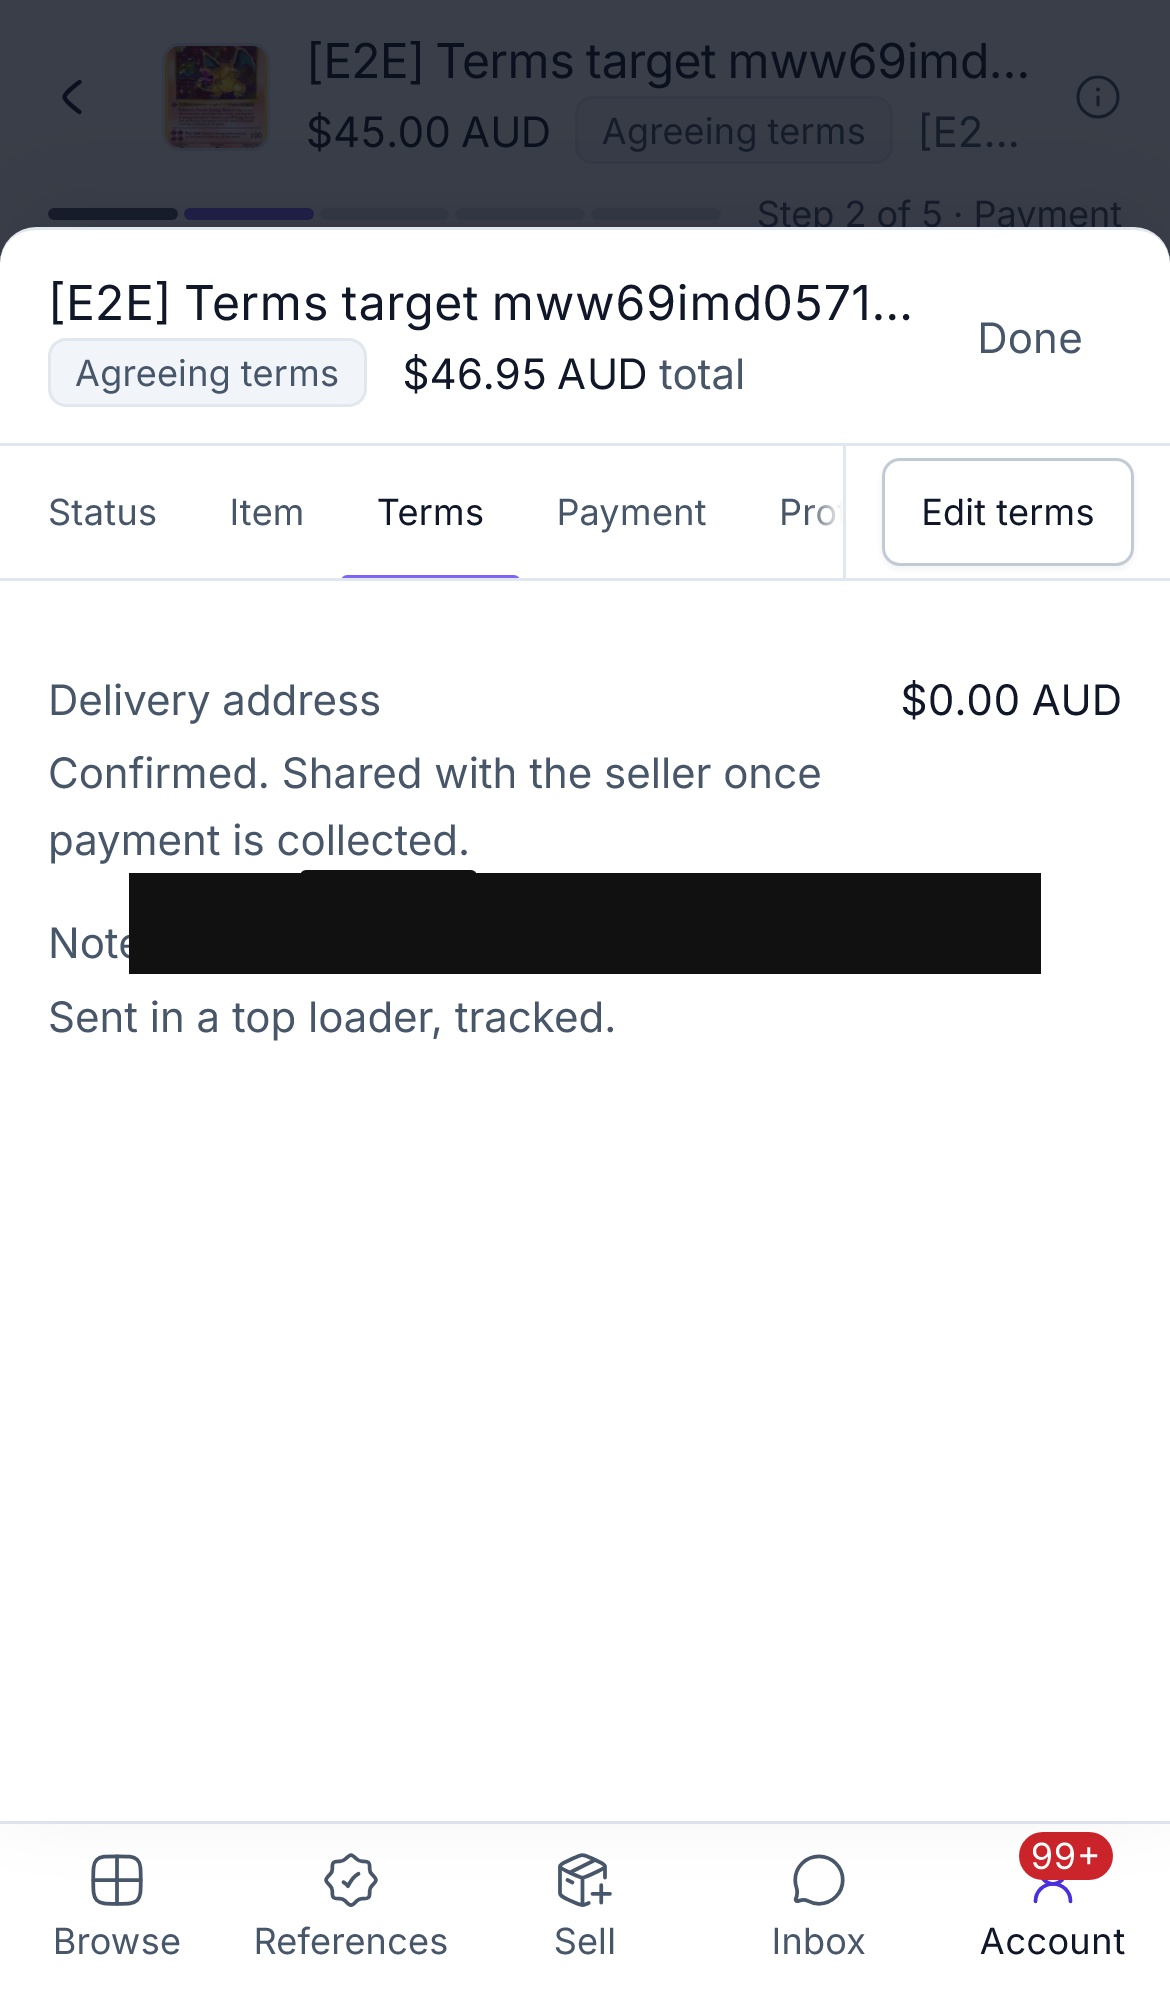 [E2E] Terms target mww69imd...
$45.00 AUD Agreeing terms [E2...
Step 2 of 5 · Payment
[E2E] Terms target mww69imd0571...
Done
Agreeing terms $46.95 AUD total
Status Item Terms Payment Edit terms
Delivery address $0.00 AUD
Confirmed. Shared with the seller once
payment is collected.
Sent in a top loader, tracked.
99+
Browse References Sell Inbox Account